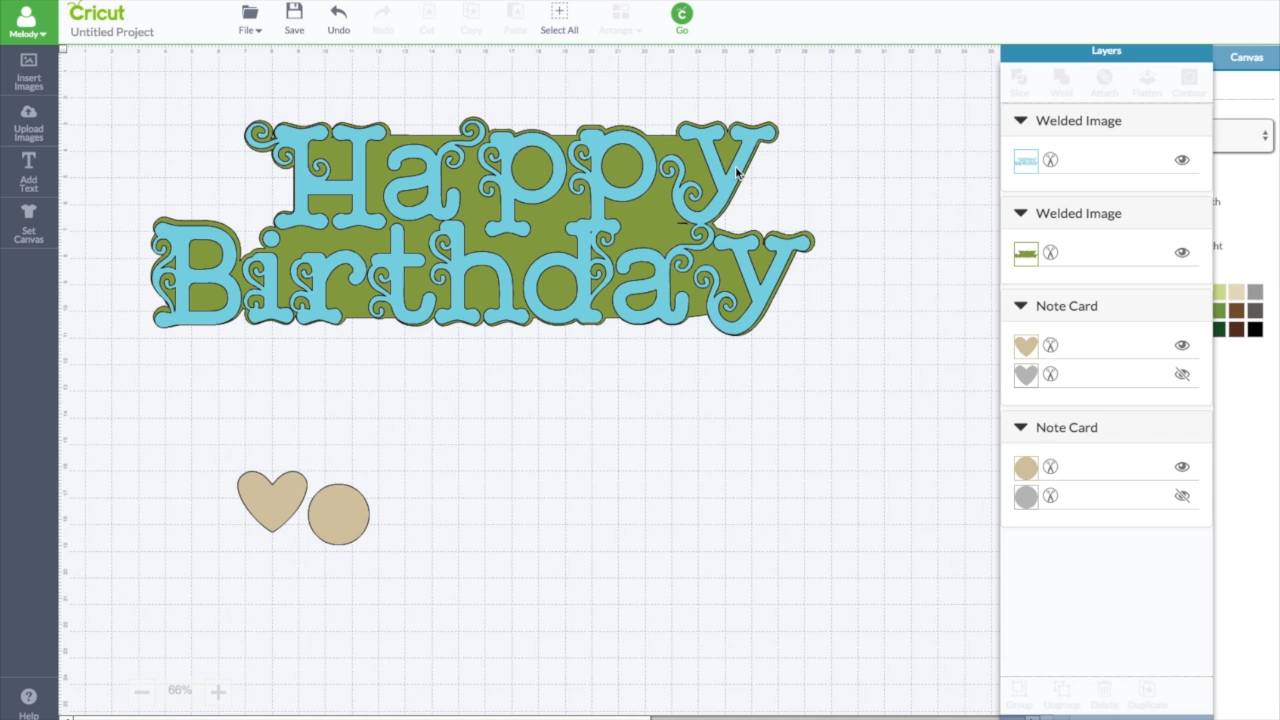 Cricut
Untitled Project
Melody
File
Save
Undo
Redo
Cut
Copy
Paste
Select All
Arrange
Go
Insert
Images
Upload
Images
Add
Text
Set
Canvas
Help
Layers
Canvas
Slice
Weld
Attach
Flatten
Contour
Welded Image
Welded Image
Note Card
Note Card
Happy
Birthday
66%
Group
Ungroup
Delete
Duplicate